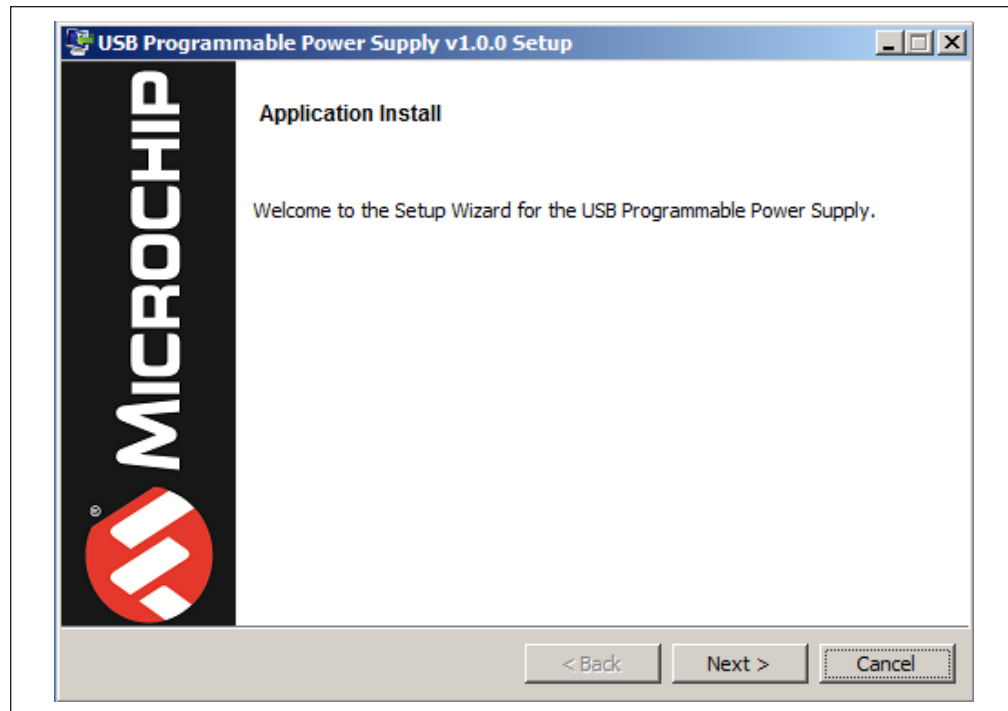 USB Programmable Power Supply v1.0.0 Setup
MICROCHIP
®
Application Install
Welcome to the Setup Wizard for the USB Programmable Power Supply.
< Back
Next >
Cancel